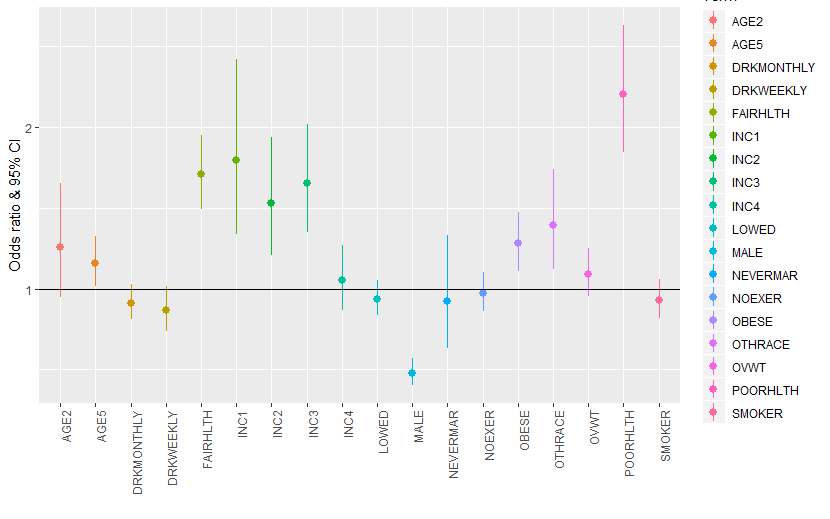 Odds ratio & 95% CI
2
1
AGE2
AGE5
DRKMONTHLY
DRKWEEKLY
FAIRHLTH
INC1
INC2
INC3
INC4
LOWED
MALE
NEVERMAR
NOEXER
OBESE
OTHRACE
OVWT
POORHLTH
SMOKER
AGE2
AGE5
DRKMONTHLY
DRKWEEKLY
FAIRHLTH
INC1
INC2
INC3
INC4
LOWED
MALE
NEVERMAR
NOEXER
OBESE
OTHRACE
OVWT
POORHLTH
SMOKER